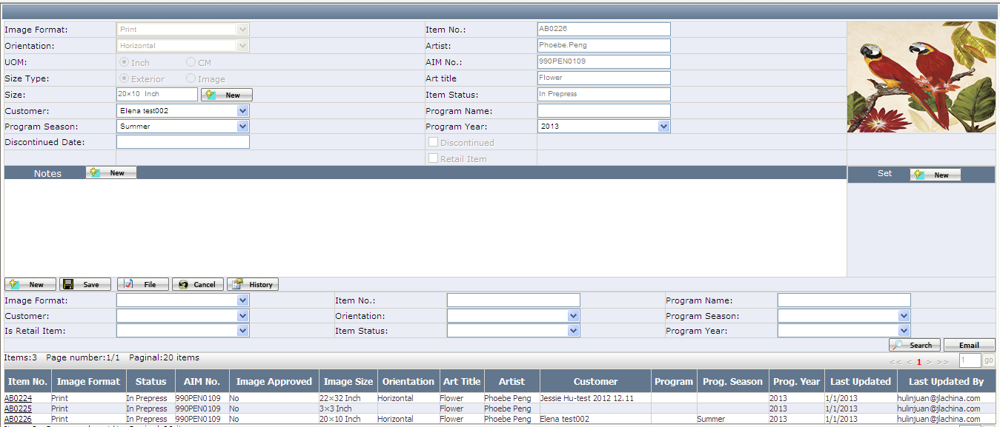 Image Format: Print Item No.: AB0226
Orientation: Horizontal Artist: Phoebe.Peng
UOM: Inch CM AIM No.: 990PEN0109
Size Type: Exterior Image Art title Flower
Size: 20×10 Inch New Item Status: In Prepress
Customer: Elena test002 Program Name:
Program Season: Summer Program Year: 2013
Discontinued Date: Discontinued
Retail Item
Notes New Set New
New Save File Cancel History
Image Format: Item No.: Program Name:
Customer: Orientation: Program Season:
Is Retail Item: Item Status: Program Year:
Search Email
Items:3 Page number:1/1 Paginal:20 items << < 1 > >> 1 go
Item No. Image Format Status AIM No. Image Approved Image Size Orientation Art Title Artist Customer Program Prog. Season Prog. Year Last Updated Last Updated By
AB0224 Print In Prepress 990PEN0109 No 22×32 Inch Horizontal Flower Phoebe Peng Jessie Hu-test 2012 12.11 2013 1/1/2013 hulinjuan@jlachina.com
AB0225 Print In Prepress 990PEN0109 No 3×3 Inch Flower Phoebe Peng 2013 1/1/2013 hulinjuan@jlachina.com
AB0226 Print In Prepress 990PEN0109 No 20×10 Inch Horizontal Flower Phoebe Peng Elena test002 Summer 2013 1/1/2013 hulinjuan@jlachina.com